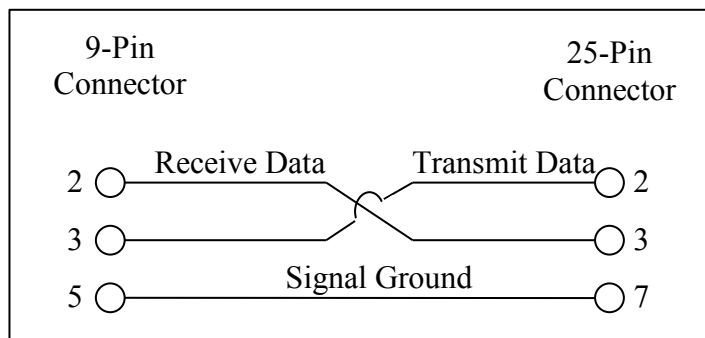 9-Pin
Connector
25-Pin
Connector
Receive Data
Transmit Data
2
2
3
3
Signal Ground
5
7